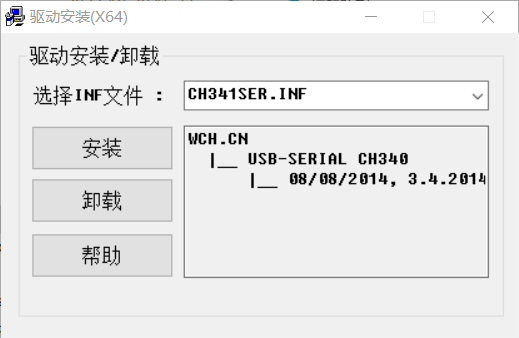 驱动安装(X64)
驱动安装/卸载
选择INF文件 :
CH341SER.INF
安装
卸载
帮助
WCH.CN
|__ USB-SERIAL CH340
|__ 08/08/2014, 3.4.2014